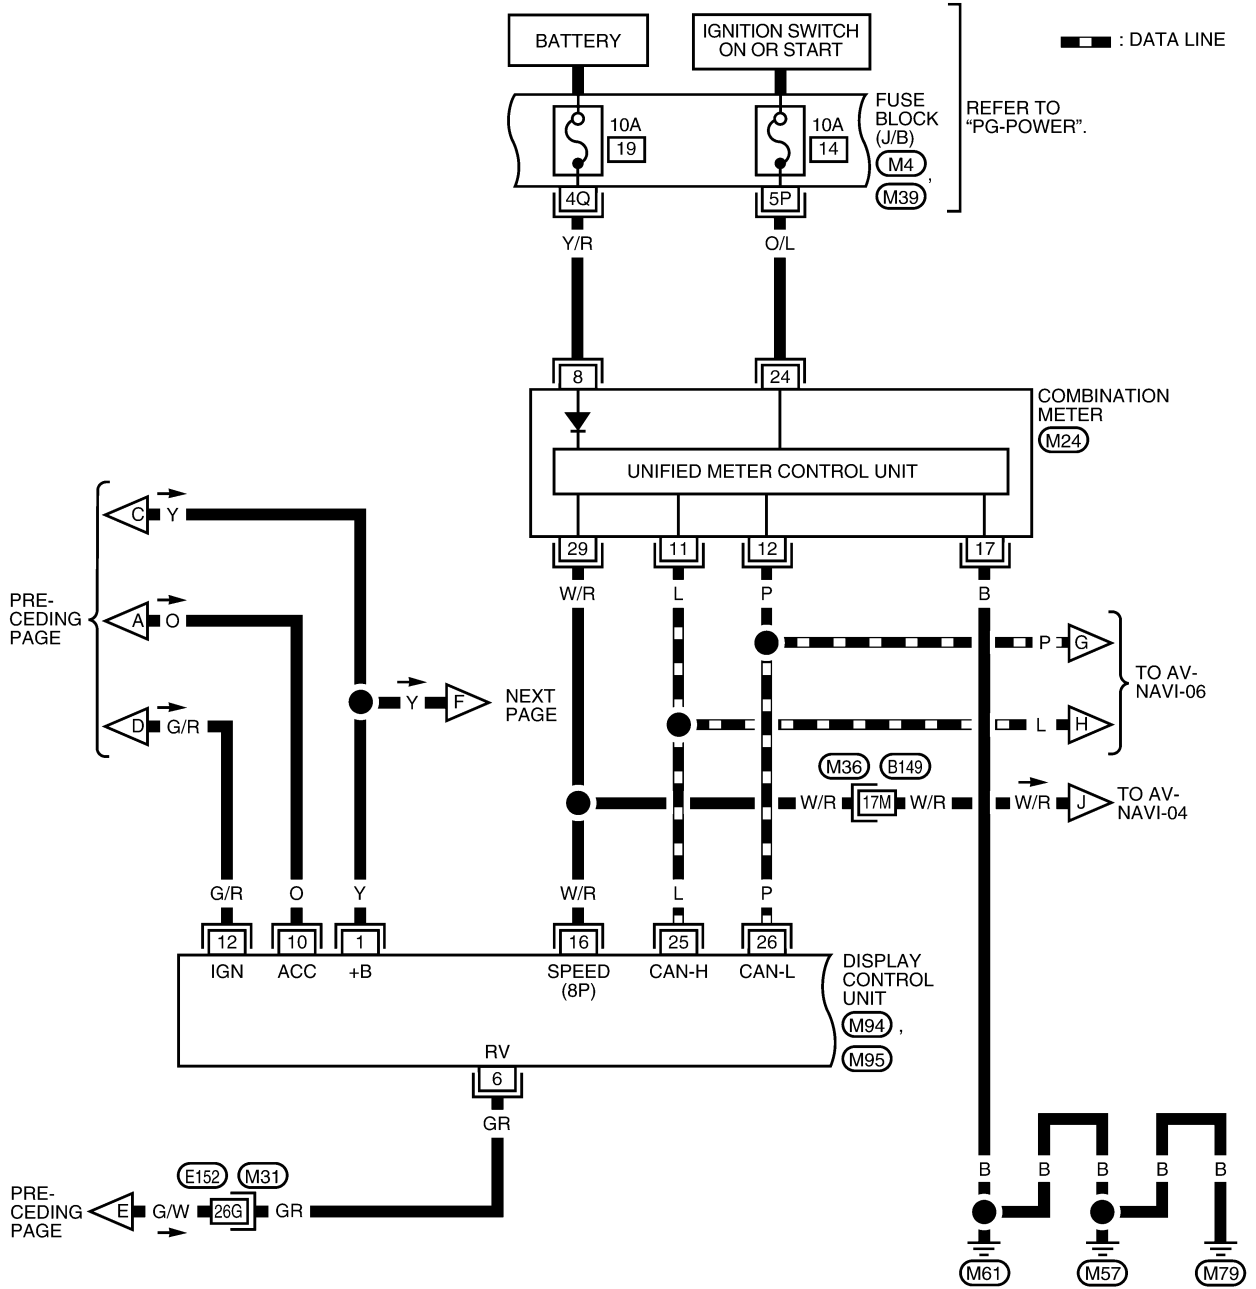 BATTERY
IGNITION SWITCH
ON OR START
: DATA LINE
FUSE
BLOCK
(J/B)
M4
,
M39
REFER TO
“PG-POWER”.
10A
19
10A
14
4Q
5P
Y/R
O/L
8
24
COMBINATION
METER
M24
UNIFIED METER CONTROL UNIT
29
11
12
17
W/R
L
P
B
PRE-
CEDING
PAGE
C
Y
A
O
D
G/R
Y
F
NEXT
PAGE
P
G
L
H
TO AV-
NAVI-06
M36
B149
W/R
17M
W/R
W/R
J
TO AV-
NAVI-04
G/R
O
Y
W/R
L
P
12
10
1
16
25
26
IGN
ACC
+B
SPEED
(8P)
CAN-H
CAN-L
DISPLAY
CONTROL
UNIT
M94
,
M95
RV
6
GR
PRE-
CEDING
PAGE
E
G/W
E152
M31
26G
GR
B
B
B
B
B
M61
M57
M79